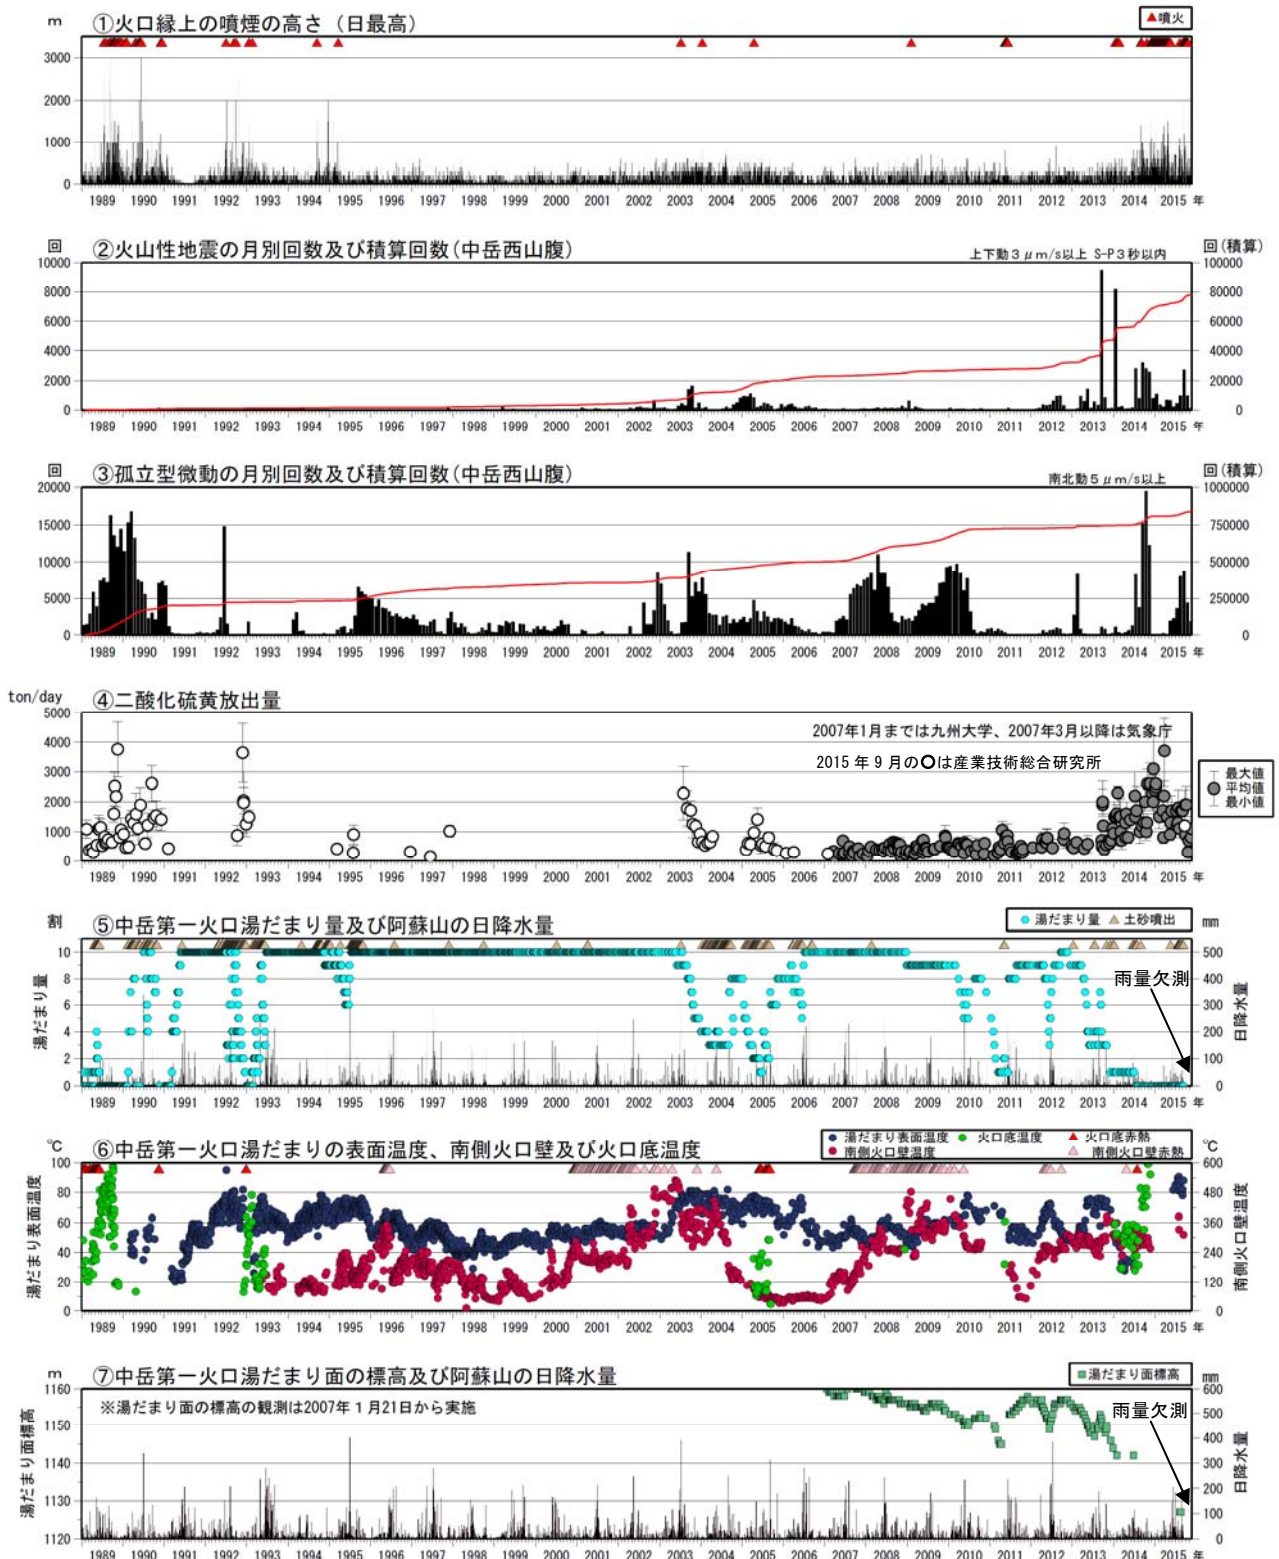 m ①火口縁上の噴煙の高さ（日最高） ▲噴火
3000
2000
1000
0
1989 1990 1991 1992 1993 1994 1995 1996 1997 1998 1999 2000 2001 2002 2003 2004 2005 2006 2007 2008 2009 2010 2011 2012 2013 2014 2015 年
回 ②火山性地震の月別回数及び積算回数(中岳西山腹) 上下動3μm/s以上 S-P3秒以内 回(積算)
10000 100000
8000 80000
6000 60000
4000 40000
2000 20000
0 0
1989 1990 1991 1992 1993 1994 1995 1996 1997 1998 1999 2000 2001 2002 2003 2004 2005 2006 2007 2008 2009 2010 2011 2012 2013 2014 2015 年
回 ③孤立型微動の月別回数及び積算回数(中岳西山腹) 南北動5μm/s以上 回(積算)
20000 1000000
15000 750000
10000 500000
5000 250000
0 0
1989 1990 1991 1992 1993 1994 1995 1996 1997 1998 1999 2000 2001 2002 2003 2004 2005 2006 2007 2008 2009 2010 2011 2012 2013 2014 2015 年
ton/day ④二酸化硫黄放出量
5000
2007年1月までは九州大学、2007年3月以降は気象庁
4000
2015年9月の○は産業技術総合研究所
最大値
平均値
最小値
3000
2000
1000
0
1989 1990 1991 1992 1993 1994 1995 1996 1997 1998 1999 2000 2001 2002 2003 2004 2005 2006 2007 2008 2009 2010 2011 2012 2013 2014 2015 年
割 ⑤中岳第一火口湯だまり量及び阿蘇山の日降水量 湯だまり量 土砂噴出 mm
10 500
8 400
雨量欠測
6 300
4 200
2 100
0 0
湯だまり量
日降水量
1989 1990 1991 1992 1993 1994 1995 1996 1997 1998 1999 2000 2001 2002 2003 2004 2005 2006 2007 2008 2009 2010 2011 2012 2013 2014 2015 年
℃ ⑥中岳第一火口湯だまりの表面温度、南側火口壁及び火口底温度 湯だまり表面温度 火口底温度 火口底赤熱 ℃
南側火口壁温度 南側火口壁赤熱
100 600
80 480
60 360
40 240
20 120
0 0
湯だまり表面温度
南側火口壁温度
1989 1990 1991 1992 1993 1994 1995 1996 1997 1998 1999 2000 2001 2002 2003 2004 2005 2006 2007 2008 2009 2010 2011 2012 2013 2014 2015 年
m ⑦中岳第一火口湯だまり面の標高及び阿蘇山の日降水量 湯だまり面標高 mm
1160 600
※湯だまり面の標高の観測は2007年1月21日から実施
雨量欠測
1150 500
400
1140 300
1130 200
100
1120 0
湯だまり面標高
日降水量
1989 1990 1991 1992 1993 1994 1995 1996 1997 1998 1999 2000 2001 2002 2003 2004 2005 2006 2007 2008 2009 2010 2011 2012 2013 2014 2015 年